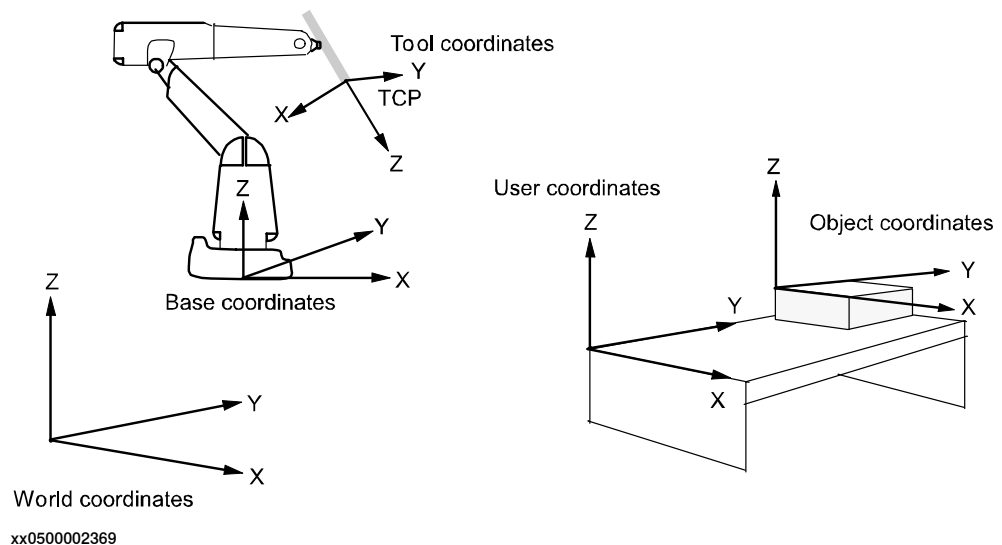 Tool coordinates
Y
TCP
X
Z
Z
User coordinates
Z
Object coordinates
Z
Y
Y
X
X
Base coordinates
Z
Y
X
Y
X
World coordinates
xx0500002369